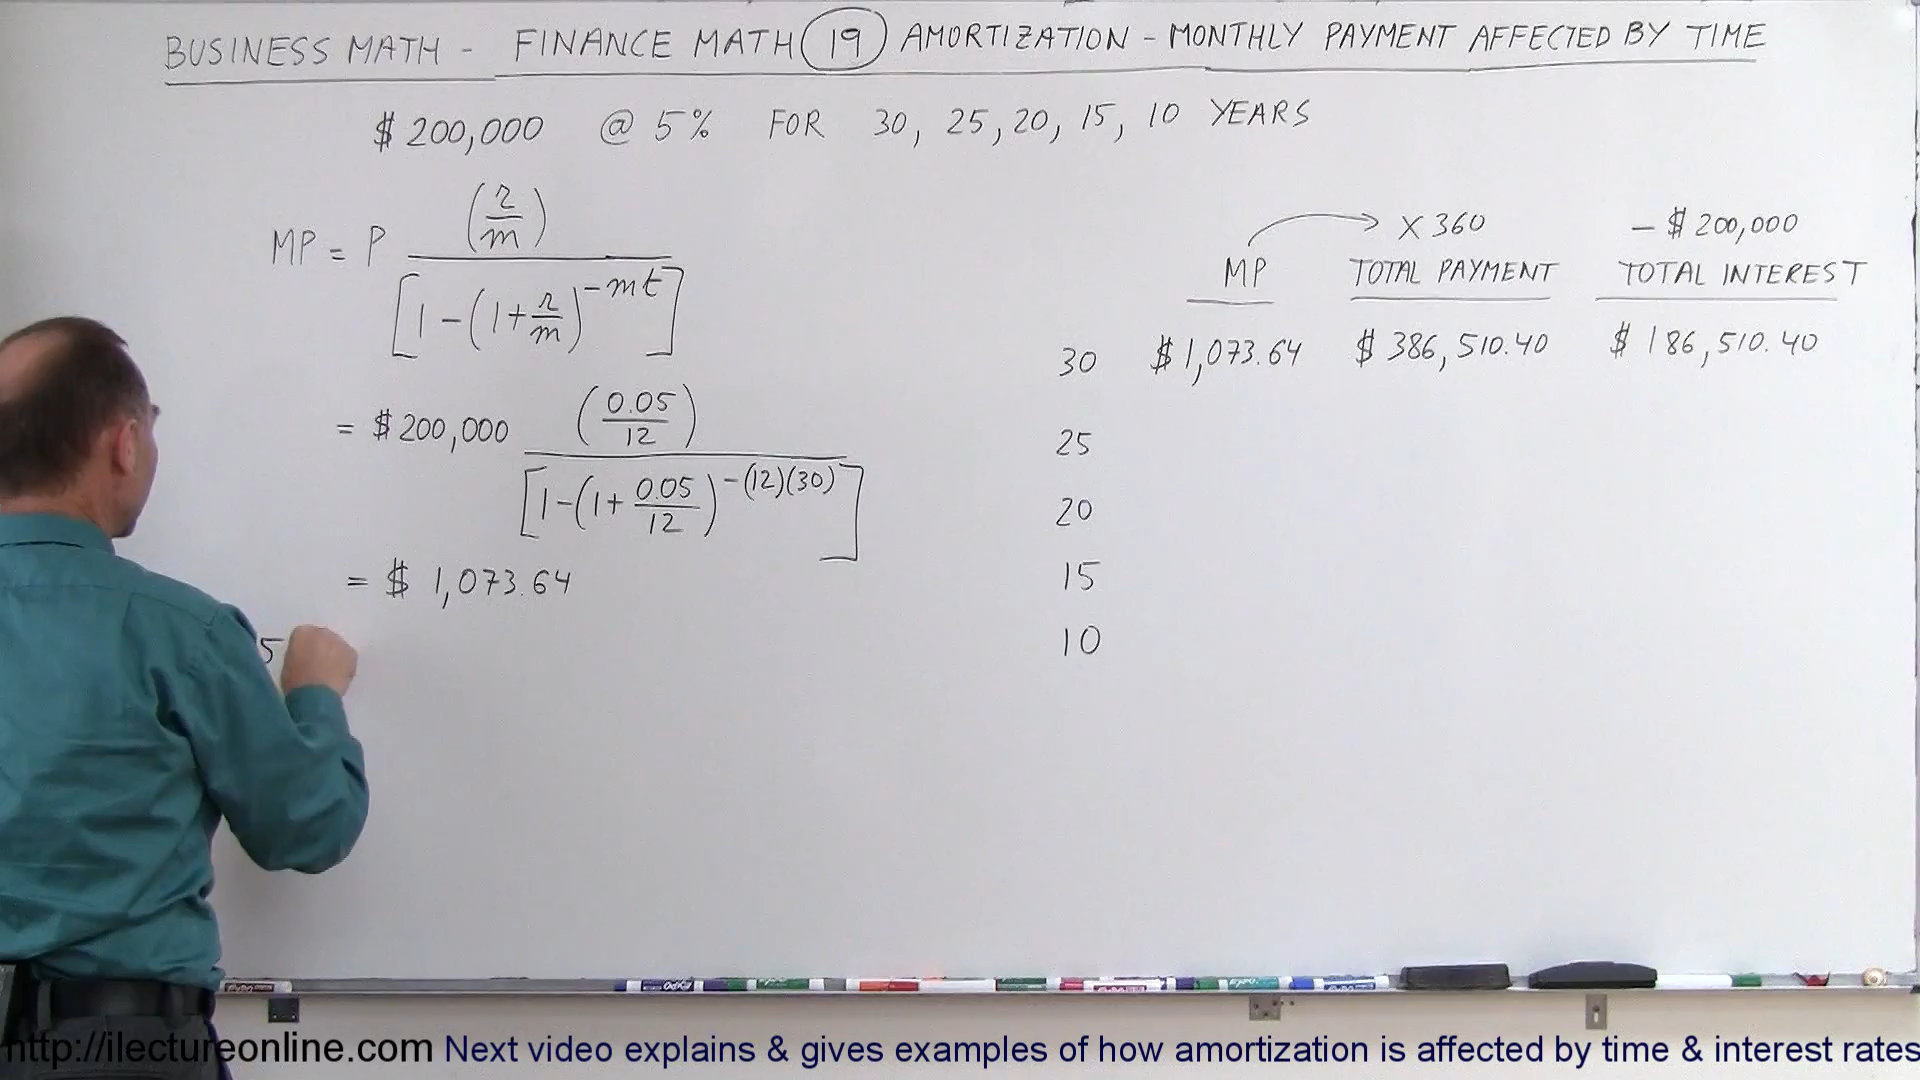 BUSINESS MATH - FINANCE MATH 19 AMORTIZATION - MONTHLY PAYMENT AFFECTED BY TIME
$ 200,000 @ 5% FOR 30, 25, 20, 15, 10 YEARS
MP = P (r/m) / [1-(1+r/m)^-mt]
= $200,000 (0.05/12) / [1-(1+0.05/12)^-(12)(30)]
= $ 1,073.64
5
X 360 - $ 200,000
MP TOTAL PAYMENT TOTAL INTEREST
30 $1,073.64 $ 386,510.40 $ 186,510.40
25
20
15
10
http://ilectureonline.com Next video explains & gives examples of how amortization is affected by time & interest rates